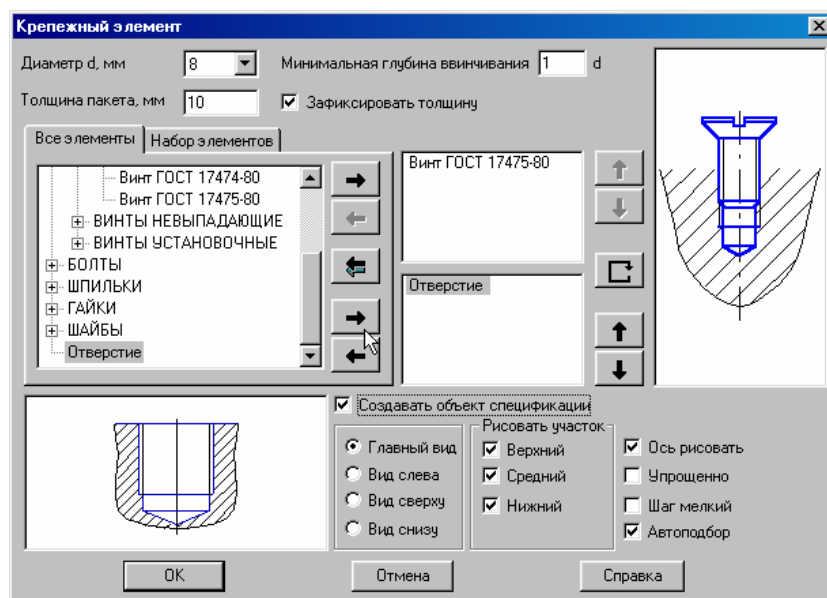 Крепежный элемент
Диаметр d, мм 8 Минимальная глубина ввинчивания 1 d
Толщина пакета, мм 10 Зафиксировать толщину
Все элементы Набор элементов
Винт ГОСТ 17474-80
Винт ГОСТ 17475-80
ВИНТЫ НЕВЫПАДАЮЩИЕ
ВИНТЫ УСТАНОВОЧНЫЕ
БОЛТЫ
ШПИЛЬКИ
ГАЙКИ
ШАЙБЫ
Отверстие
Винт ГОСТ 17475-80
Отверстие
Создавать объект спецификации
Главный вид
Вид слева
Вид сверху
Вид снизу
Рисовать участок
Верхний
Средний
Нижний
Ось рисовать
Упрощенно
Шаг мелкий
Автоподбор
OK Отмена Справка